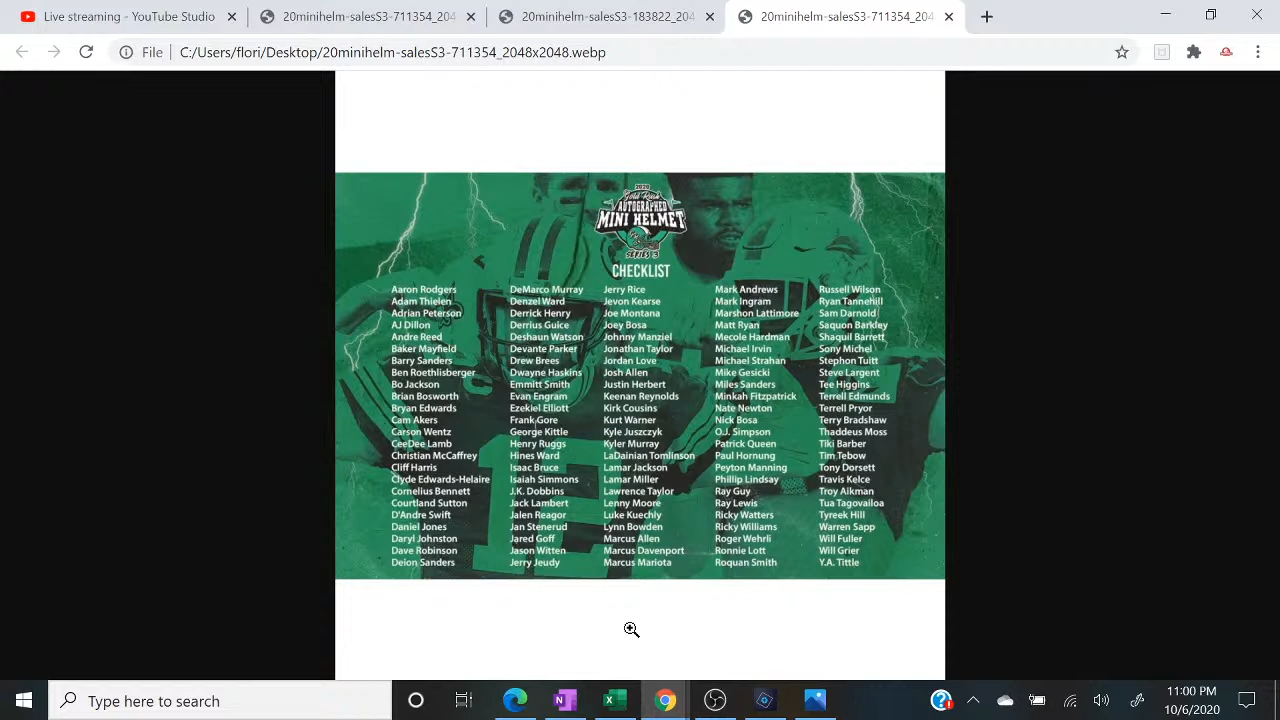 Live streaming - YouTube Studio
20minihelm-salesS3-711354_204
20minihelm-salesS3-183822_204
20minihelm-salesS3-711354_204
File
C:/Users/flori/Desktop/20minihelm-salesS3-711354_2048x2048.webp
2020
Gold Rush
AUTOGRAPHED
MINI HELMET
SERIES 3
CHECKLIST
Aaron Rodgers
Adam Thielen
Adrian Peterson
AJ Dillon
Andre Reed
Baker Mayfield
Barry Sanders
Ben Roethlisberger
Bo Jackson
Brian Bosworth
Bryan Edwards
Cam Akers
Carson Wentz
CeeDee Lamb
Christian McCaffrey
Cliff Harris
Clyde Edwards-Helaire
Cornelius Bennett
Courtland Sutton
D'Andre Swift
Daniel Jones
Daryl Johnston
Dave Robinson
Deion Sanders
DeMarco Murray
Denzel Ward
Derrick Henry
Derrius Guice
Deshaun Watson
Devante Parker
Drew Brees
Dwayne Haskins
Emmitt Smith
Evan Engram
Ezekiel Elliott
Frank Gore
George Kittle
Henry Ruggs
Hines Ward
Isaac Bruce
Isaiah Simmons
J.K. Dobbins
Jack Lambert
Jalen Reagor
Jan Stenerud
Jared Goff
Jason Witten
Jerry Jeudy
Jerry Rice
Jevon Kearse
Joe Montana
Joey Bosa
Johnny Manziel
Jonathan Taylor
Jordan Love
Josh Allen
Justin Herbert
Keenan Reynolds
Kirk Cousins
Kurt Warner
Kyle Juszczyk
Kyler Murray
LaDainian Tomlinson
Lamar Jackson
Lamar Miller
Lawrence Taylor
Lenny Moore
Luke Kuechly
Lynn Bowden
Marcus Allen
Marcus Davenport
Marcus Mariota
Mark Andrews
Mark Ingram
Marshon Lattimore
Matt Ryan
Mecole Hardman
Michael Irvin
Michael Strahan
Mike Gesicki
Miles Sanders
Minkah Fitzpatrick
Nate Newton
Nick Bosa
O.J. Simpson
Patrick Queen
Paul Hornung
Peyton Manning
Phillip Lindsay
Ray Guy
Ray Lewis
Ricky Watters
Ricky Williams
Roger Wehrli
Ronnie Lott
Roquan Smith
Russell Wilson
Ryan Tannehill
Sam Darnold
Saquon Barkley
Shaquil Barrett
Sony Michel
Stephon Tuitt
Steve Largent
Tee Higgins
Terrell Edmunds
Terrell Pryor
Terry Bradshaw
Thaddeus Moss
Tiki Barber
Tim Tebow
Tony Dorsett
Travis Kelce
Troy Aikman
Tua Tagovailoa
Tyreek Hill
Warren Sapp
Will Fuller
Will Grier
Y.A. Tittle
Type here to search
11:00 PM
10/6/2020